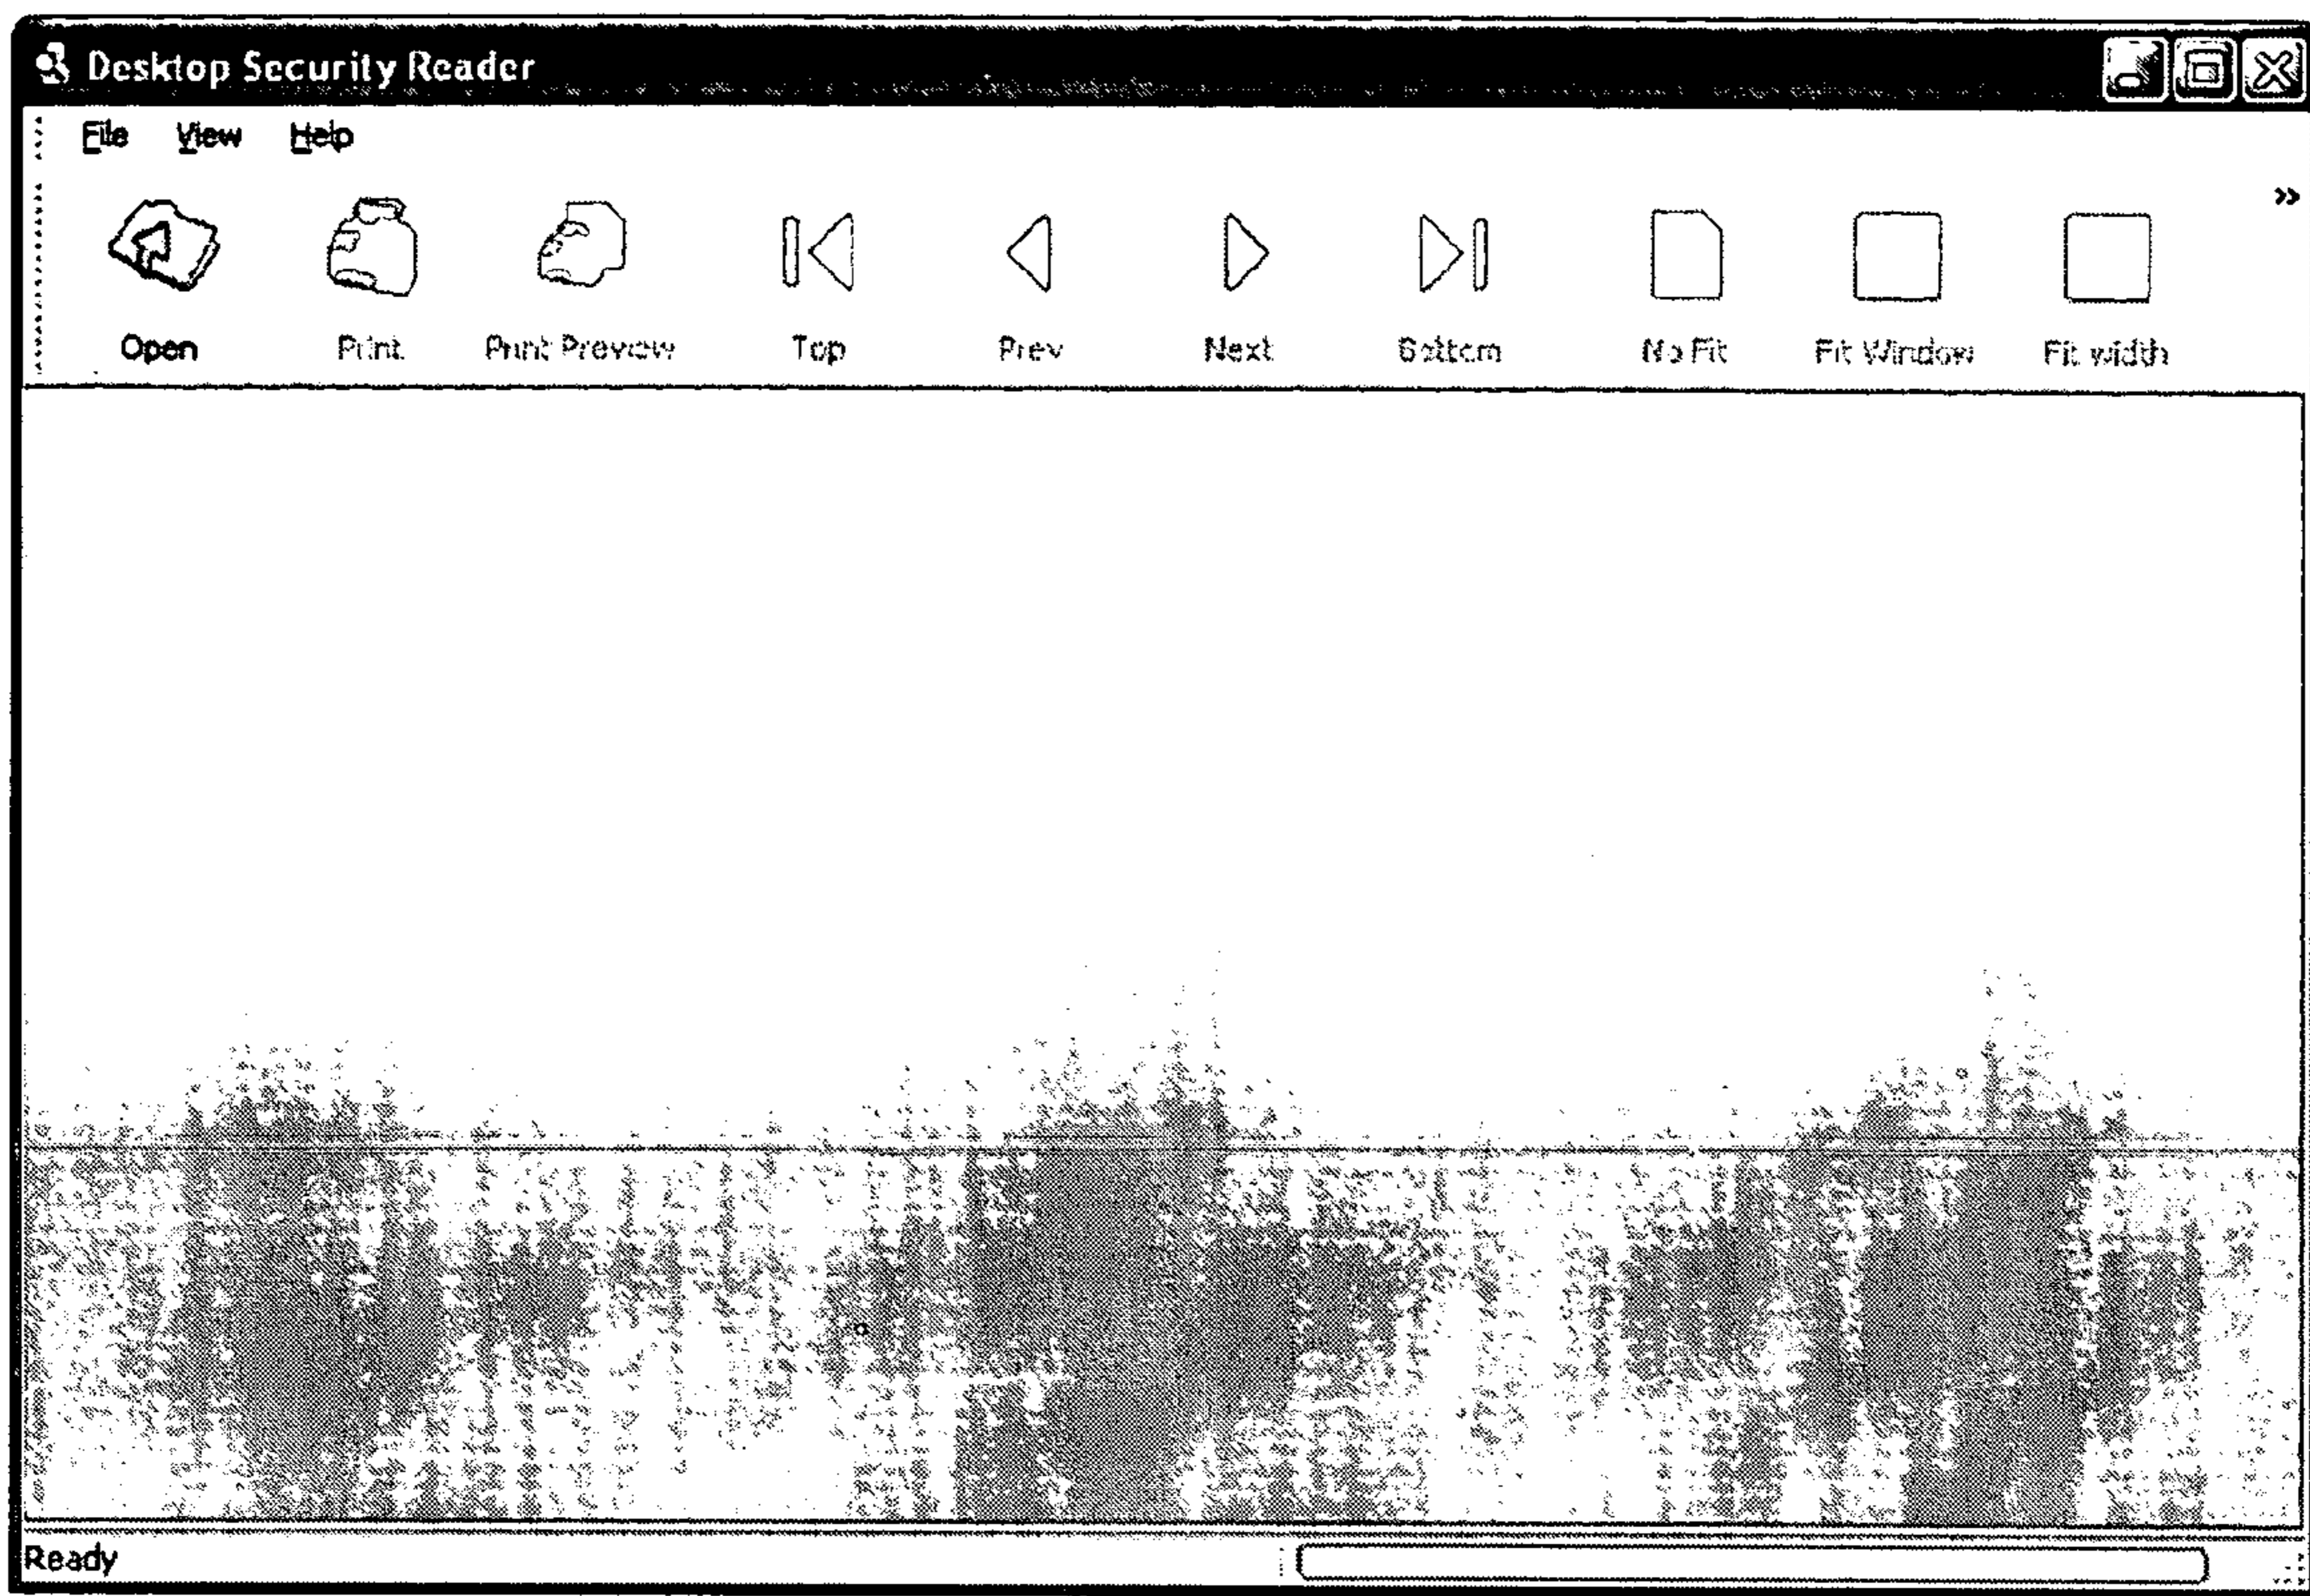 Desktop Security Reader
File View Help
»
Open Print Print Preview Top Prev Next Bottom No Fit Fit Window Fit width
Ready